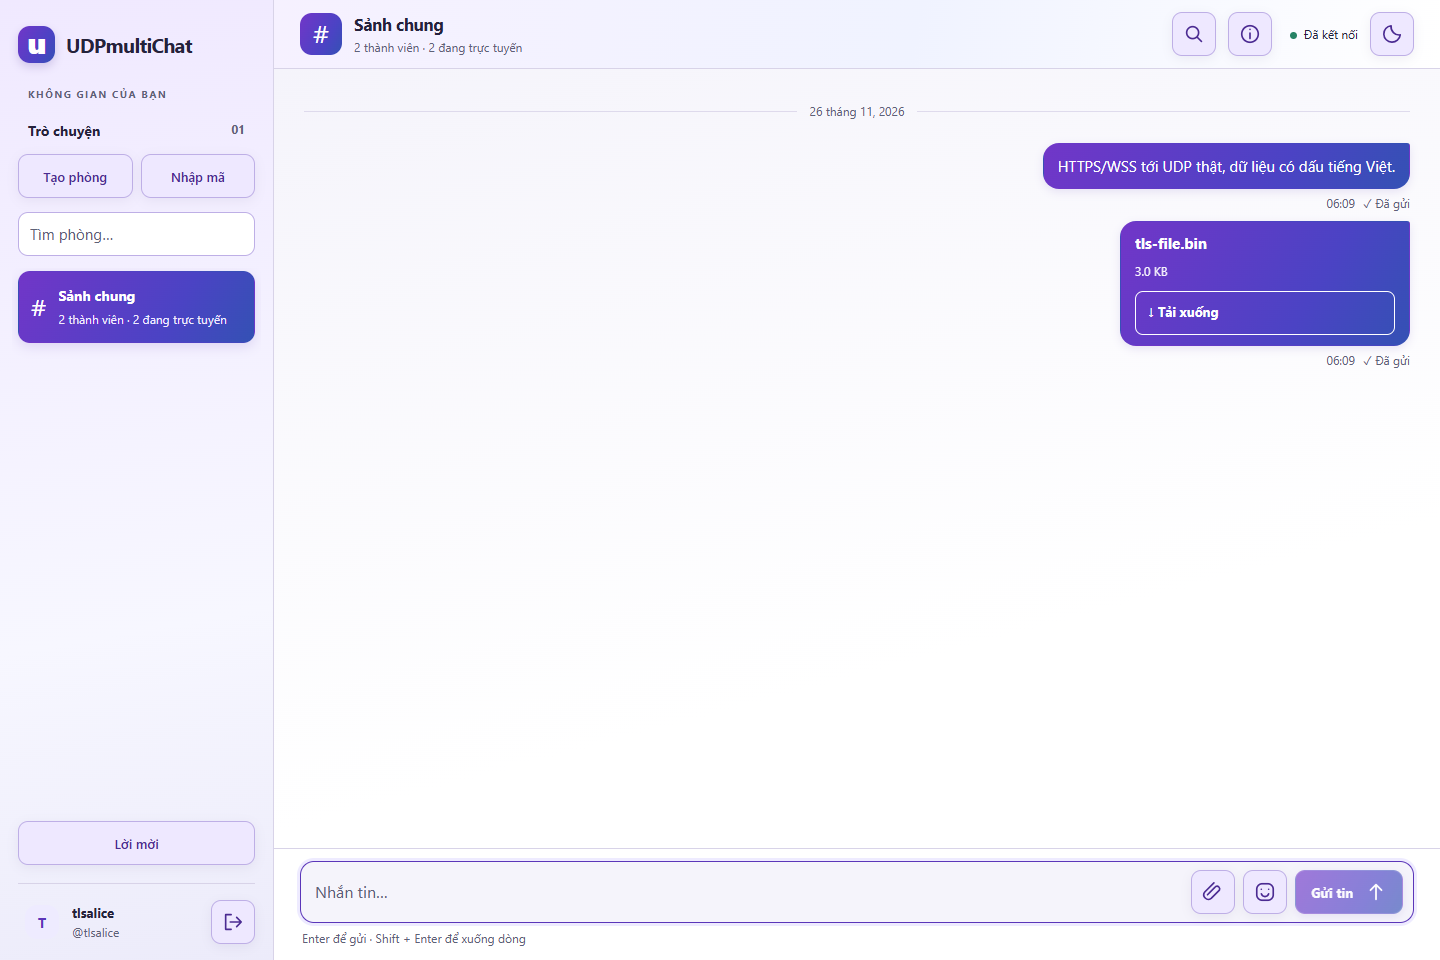 u UDPmultiChat
KHÔNG GIAN CỦA BẠN
Trò chuyện 01
Tạo phòng Nhập mã
Tìm phòng...
# Sảnh chung
2 thành viên · 2 đang trực tuyến
Lời mời
T tlsalice
@tlsalice
# Sảnh chung
2 thành viên · 2 đang trực tuyến
Đã kết nối
26 tháng 11, 2026
HTTPS/WSS tới UDP thật, dữ liệu có dấu tiếng Việt.
06:09 ✓ Đã gửi
tls-file.bin
3.0 KB
↓ Tải xuống
06:09 ✓ Đã gửi
Nhắn tin...
Gửi tin ↑
Enter để gửi · Shift + Enter để xuống dòng